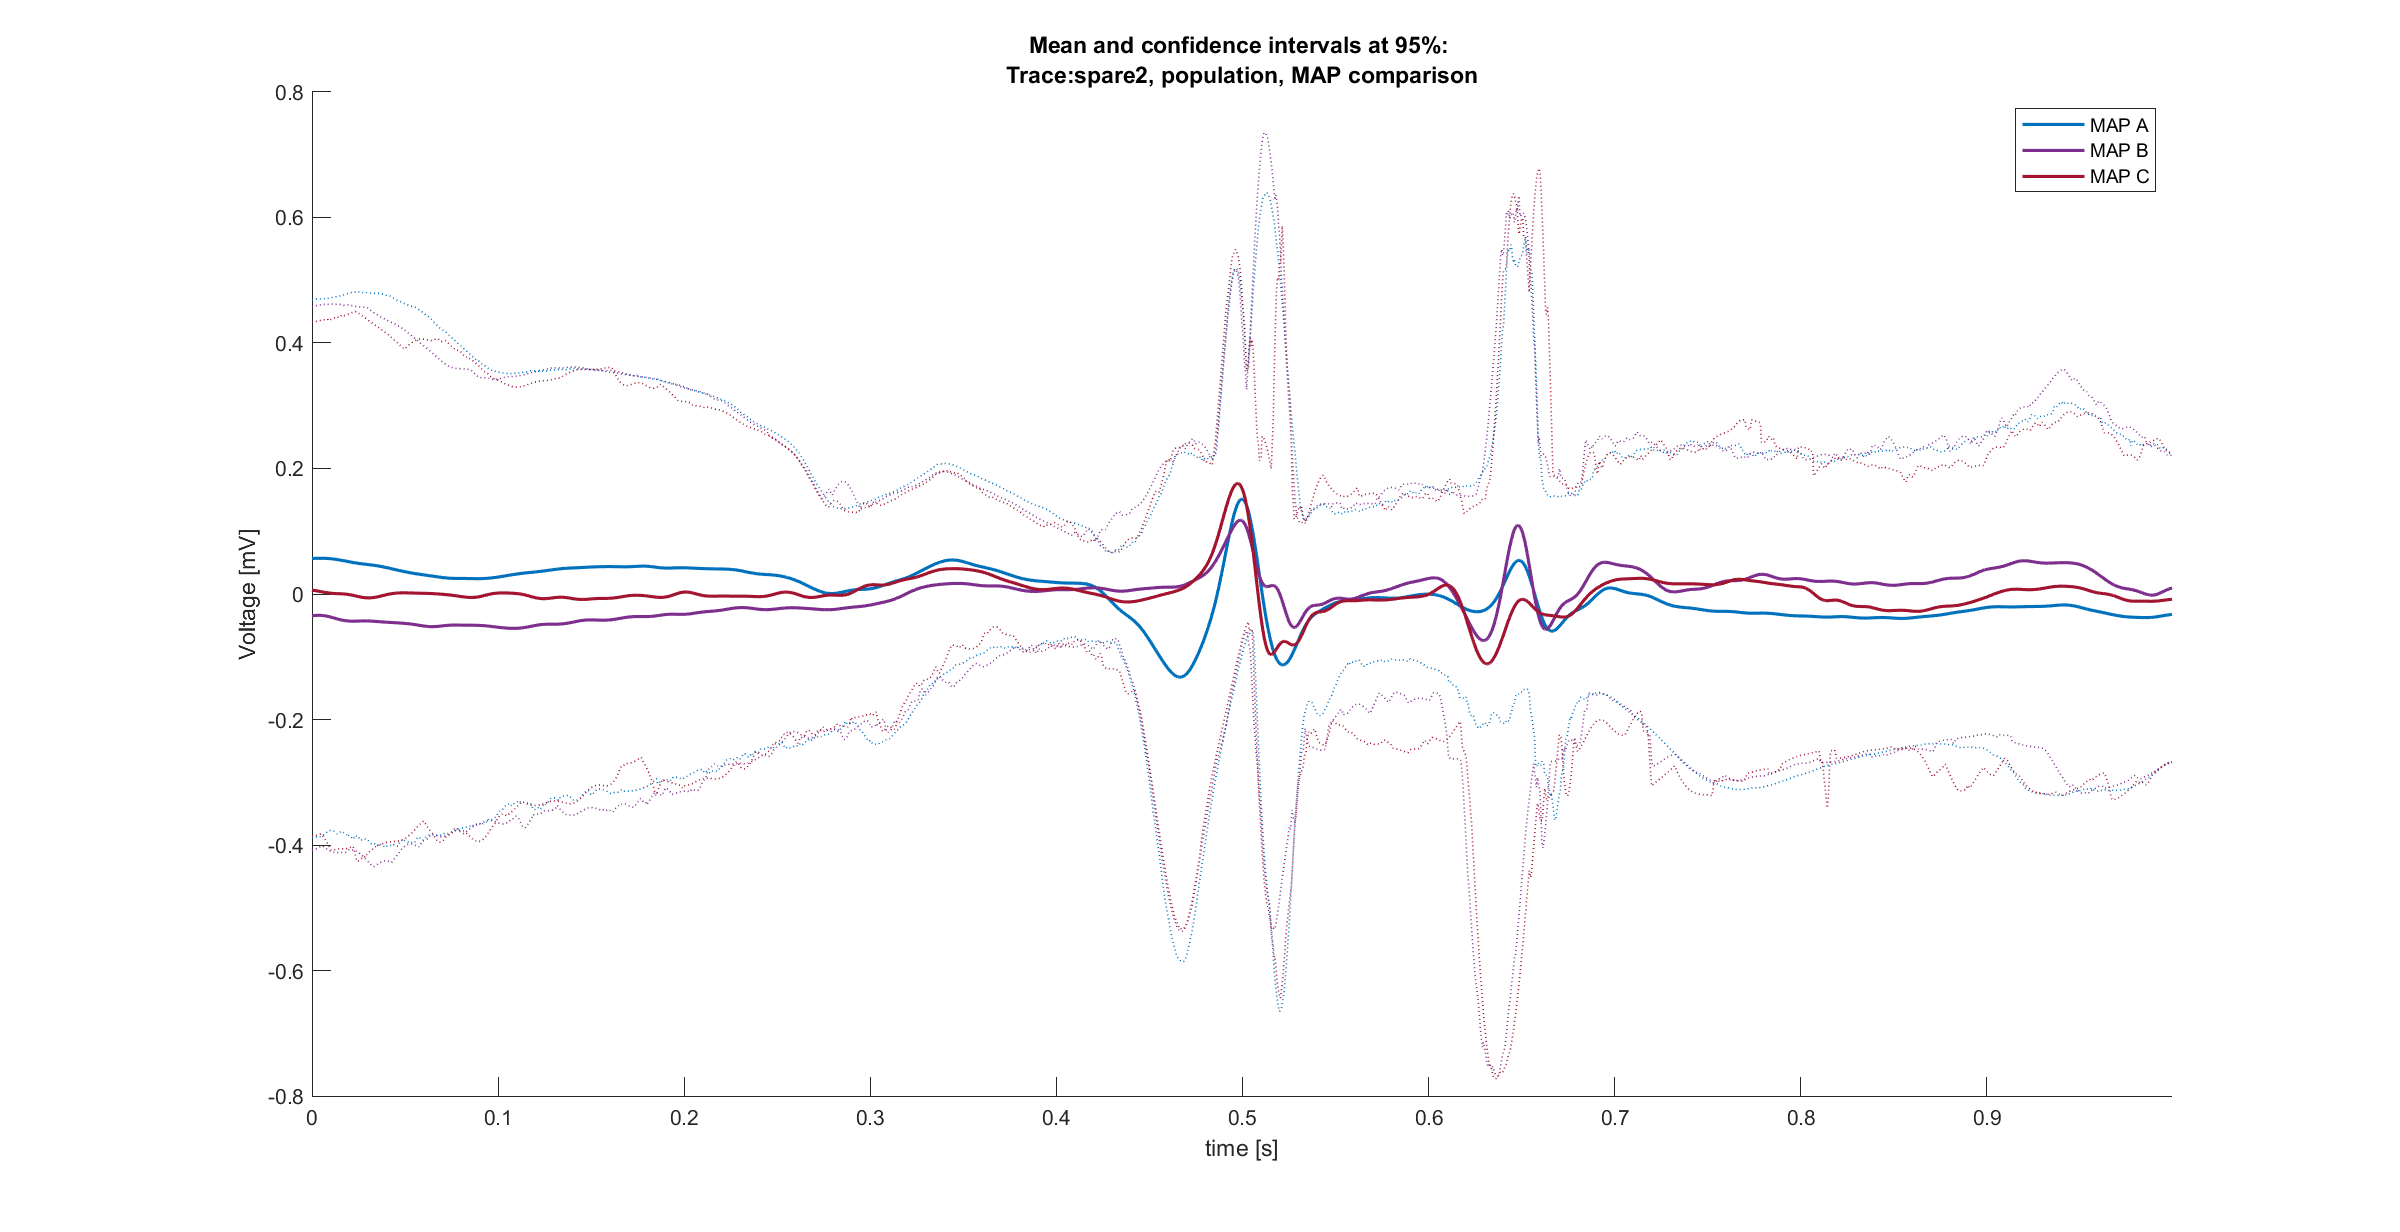 Mean and confidence intervals at 95%:
Trace:spare2, population, MAP comparison
MAP A
MAP B
MAP C
Voltage [mV]
0.8
0.6
0.4
0.2
0
-0.2
-0.4
-0.6
-0.8
0
0.1
0.2
0.3
0.4
0.5
0.6
0.7
0.8
0.9
time [s]